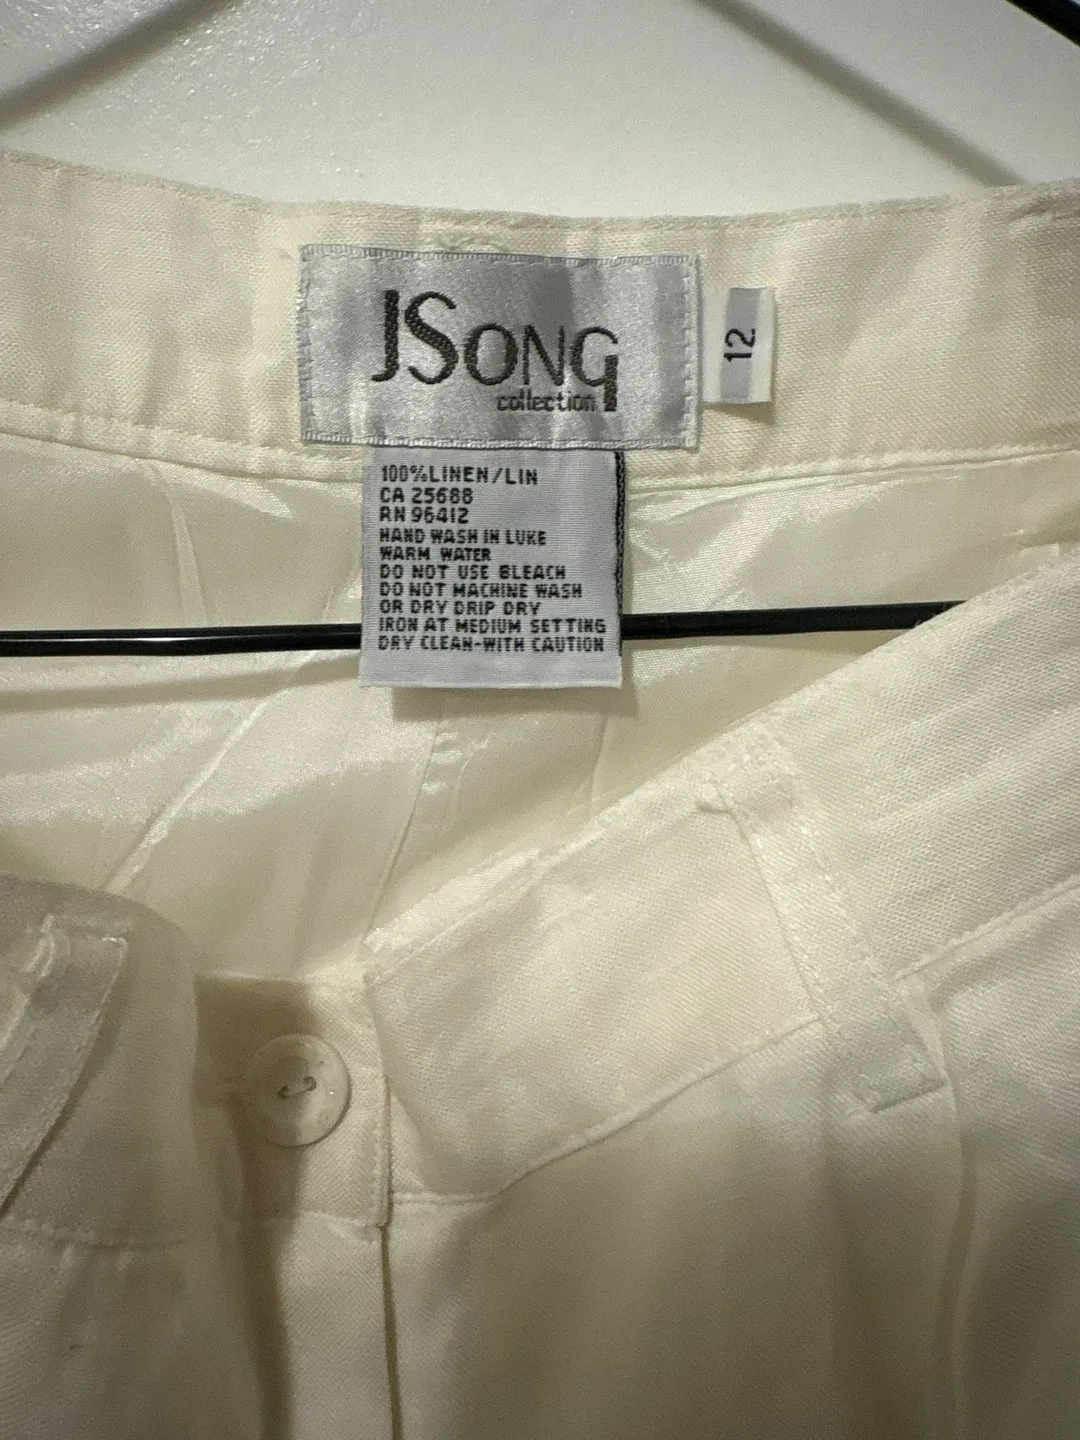 JSONG
collection
12
100%LINEN/LIN
CA 25688
RN 96412
HAND WASH IN LUKE
WARM WATER
DO NOT USE BLEACH
DO NOT MACHINE WASH
OR DRY DRIP DRY
IRON AT MEDIUM SETTING
DRY CLEAN-WITH CAUTION